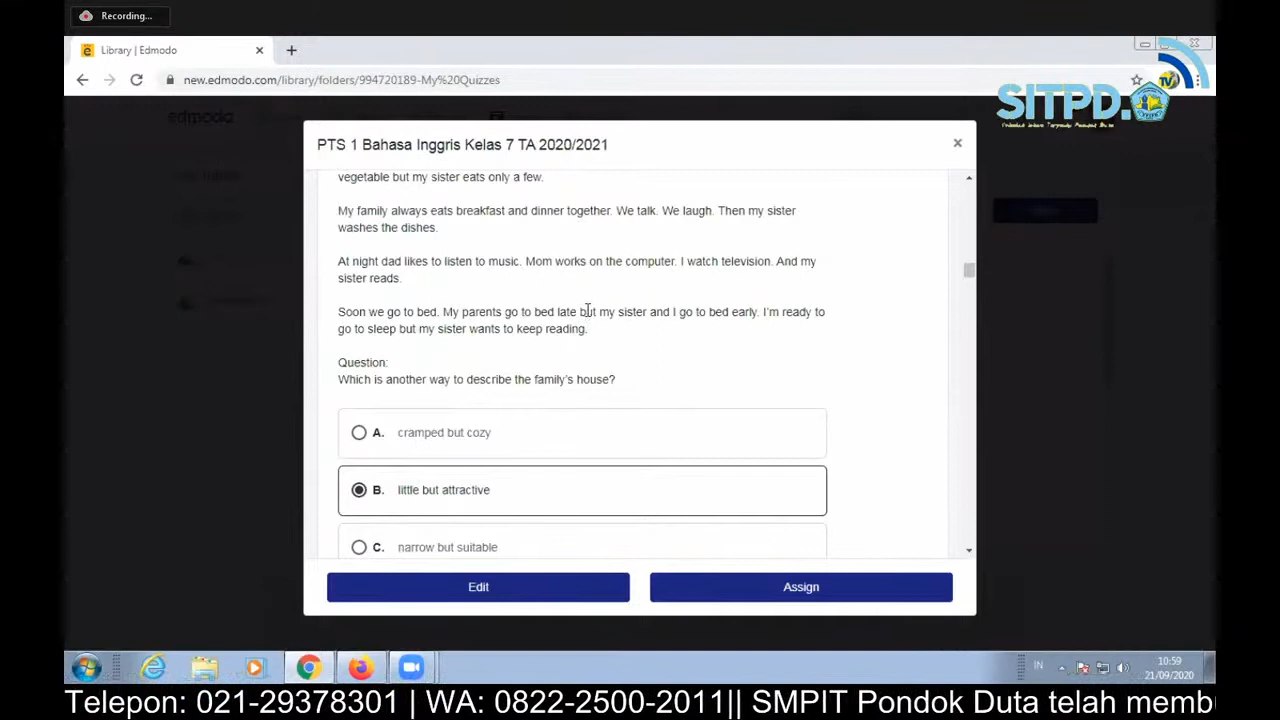 Recording...
Library | Edmodo
new.edmodo.com/library/folders/994720189-My%20Quizzes
SITPD.
edmodo
PTS 1 Bahasa Inggris Kelas 7 TA 2020/2021
vegetable but my sister eats only a few.
My family always eats breakfast and dinner together. We talk. We laugh. Then my sister
washes the dishes.
At night dad likes to listen to music. Mom works on the computer. I watch television. And my
sister reads.
Soon we go to bed. My parents go to bed late but my sister and I go to bed early. I'm ready to
go to sleep but my sister wants to keep reading.
Question:
Which is another way to describe the family's house?
A. cramped but cozy
B. little but attractive
C. narrow but suitable
Edit
Assign
IN
10:59
21/09/2020
Telepon: 021-29378301 | WA: 0822-2500-2011|| SMPIT Pondok Duta telah memb